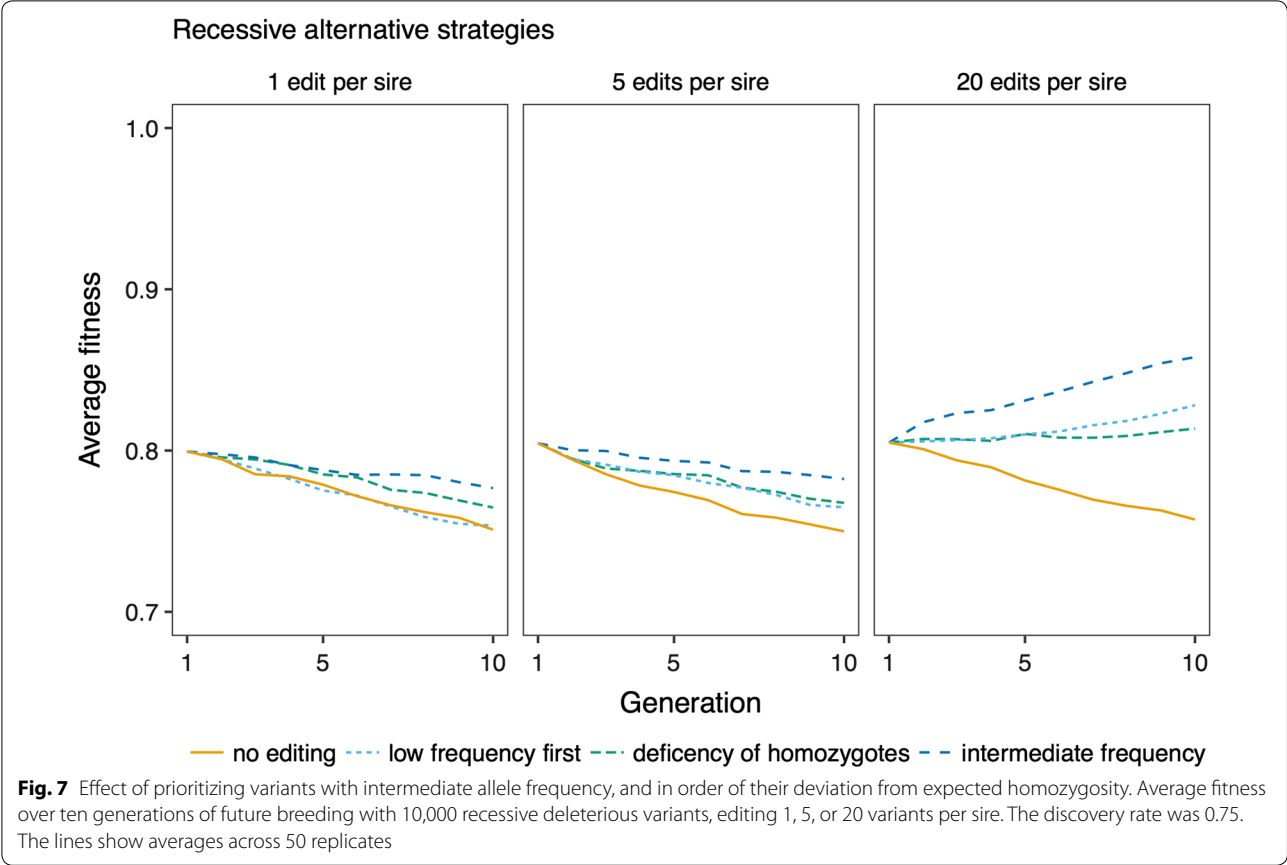 Recessive alternative strategies
1 edit per sire
5 edits per sire
20 edits per sire
Average fitness
1.0
0.9
0.8
0.7
1 5 10
1 5 10
1 5 10
Generation
no editing low frequency first deficency of homozygotes intermediate frequency
Fig. 7 Effect of prioritizing variants with intermediate allele frequency, and in order of their deviation from expected homozygosity. Average fitness
over ten generations of future breeding with 10,000 recessive deleterious variants, editing 1, 5, or 20 variants per sire. The discovery rate was 0.75.
The lines show averages across 50 replicates